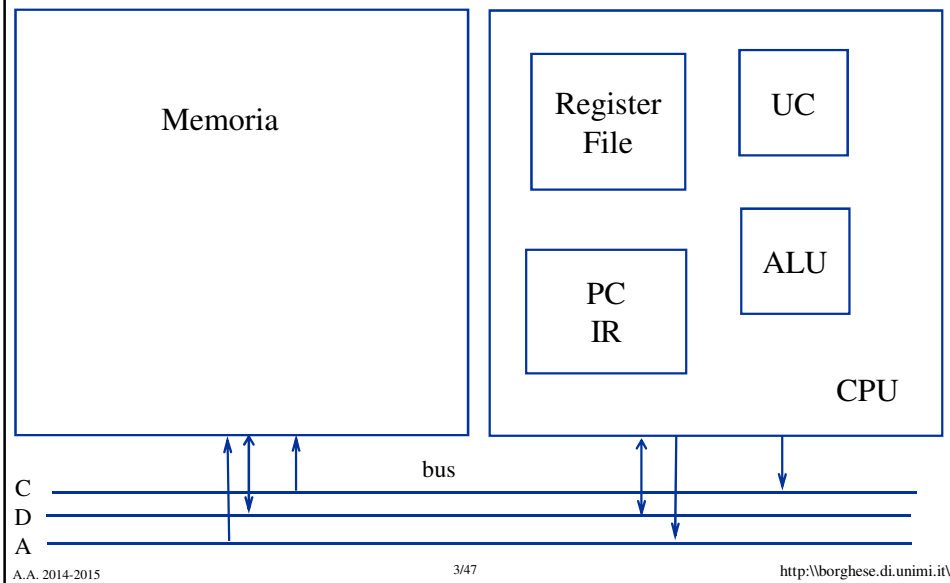 Memoria
Register
File
UC
PC
IR
ALU
CPU
bus
C
D
A
A.A. 2014-2015
3/47
http:\\borghese.di.unimi.it\